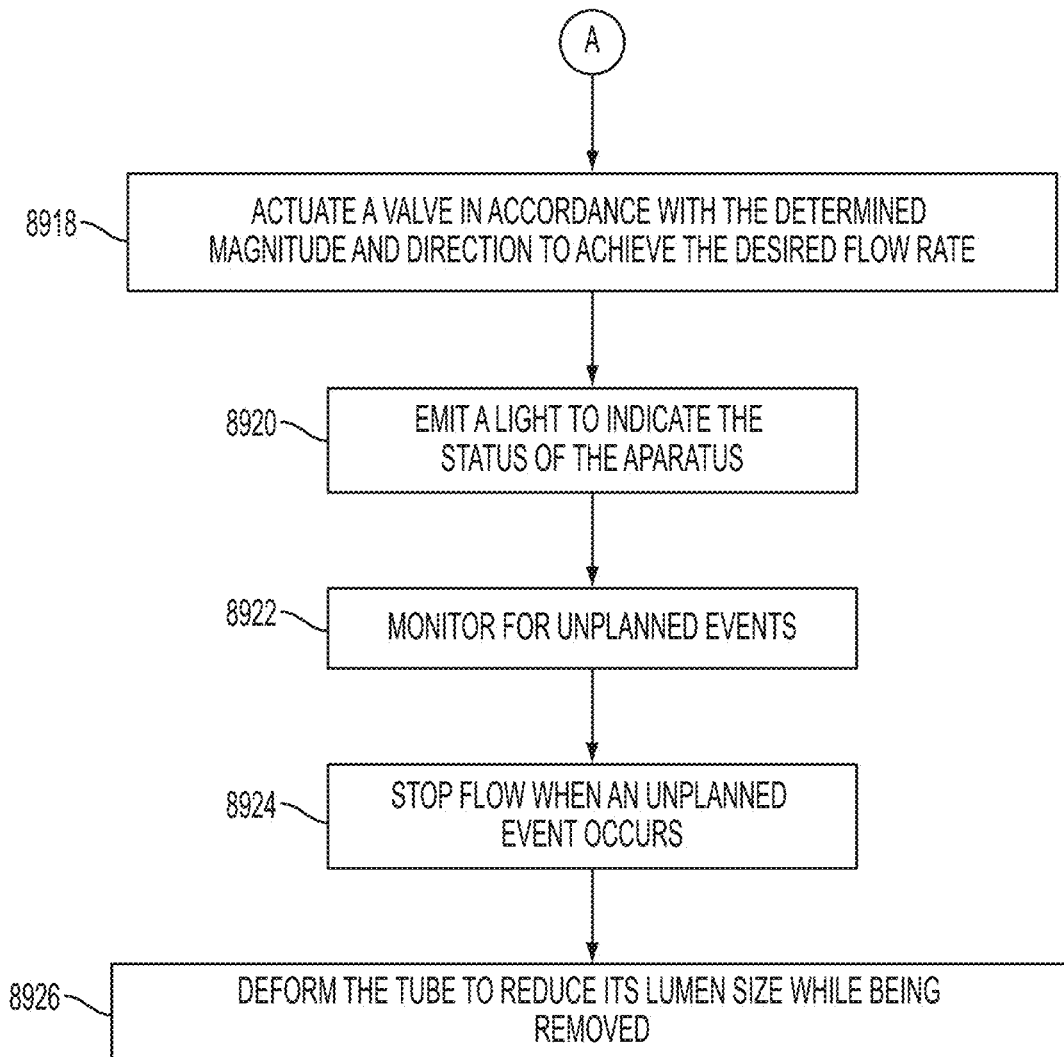 A
8918
ACTUATE A VALVE IN ACCORDANCE WITH THE DETERMINED
MAGNITUDE AND DIRECTION TO ACHIEVE THE DESIRED FLOW RATE
8920
EMIT A LIGHT TO INDICATE THE
STATUS OF THE APARATUS
8922
MONITOR FOR UNPLANNED EVENTS
8924
STOP FLOW WHEN AN UNPLANNED
EVENT OCCURS
8926
DEFORM THE TUBE TO REDUCE ITS LUMEN SIZE WHILE BEING
REMOVED